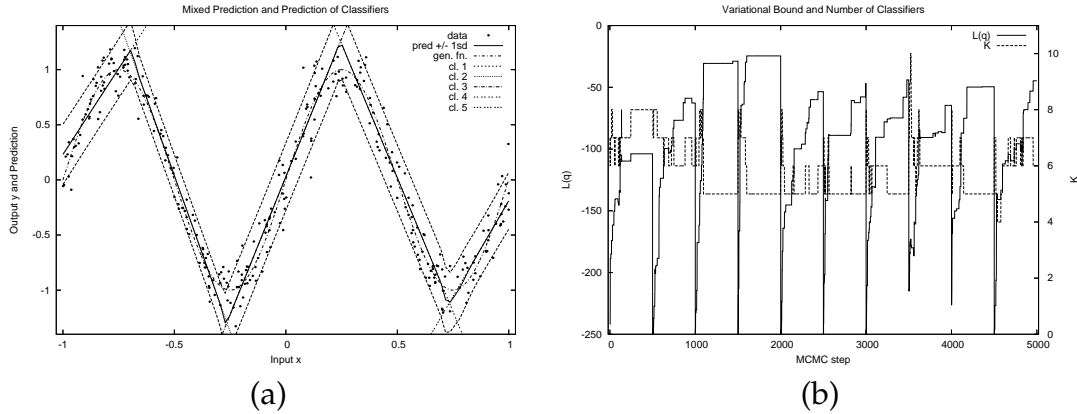 Mixed Prediction and Prediction of Classifiers
data
pred +/- 1sd
gen. fn.
cl. 1
cl. 2
cl. 3
cl. 4
cl. 5
Output y and Prediction
1
0.5
0
-0.5
-1
-1
-0.5
0
0.5
1
Input x
(a)
Variational Bound and Number of Classifiers
L(q)
K
L(q)
0
-50
-100
-150
-200
-250
10
8
6
4
2
0
K
0
1000
2000
3000
4000
5000
MCMC step
(b)